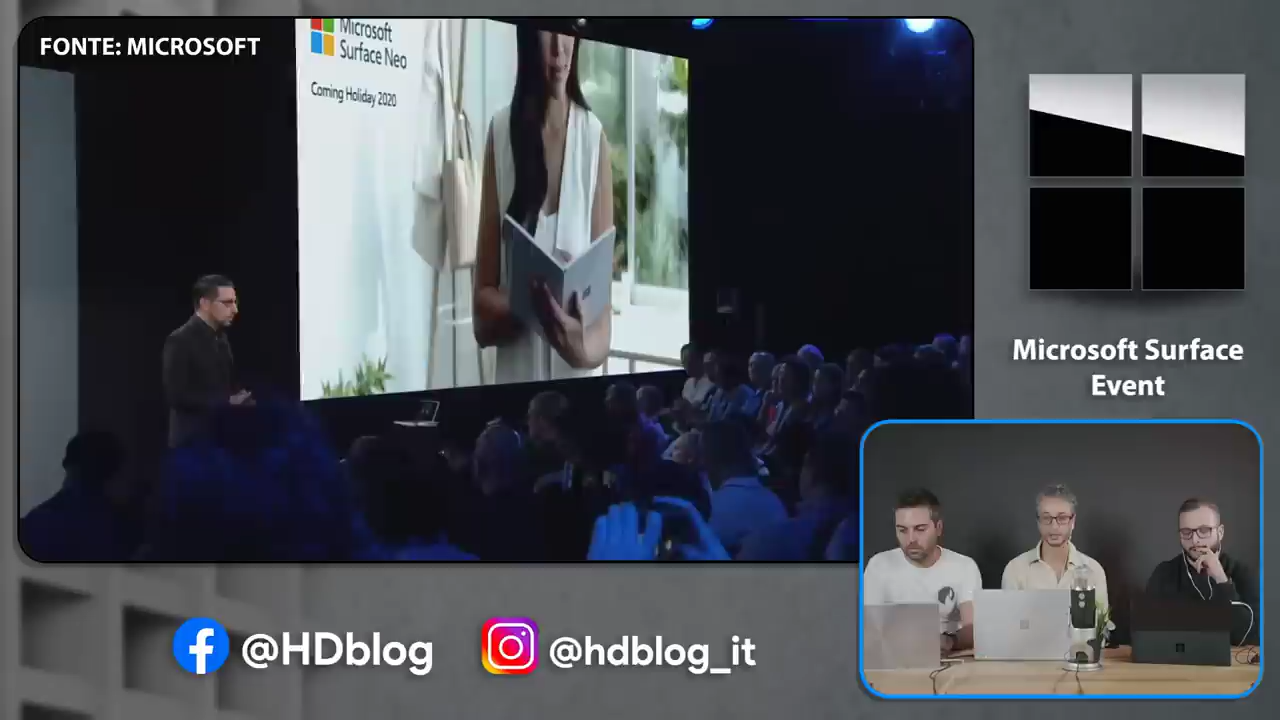 FONTE: MICROSOFT
Microsoft
Surface Neo
Coming Holiday 2020
Microsoft Surface
Event
@HDblog
@hdblog_it